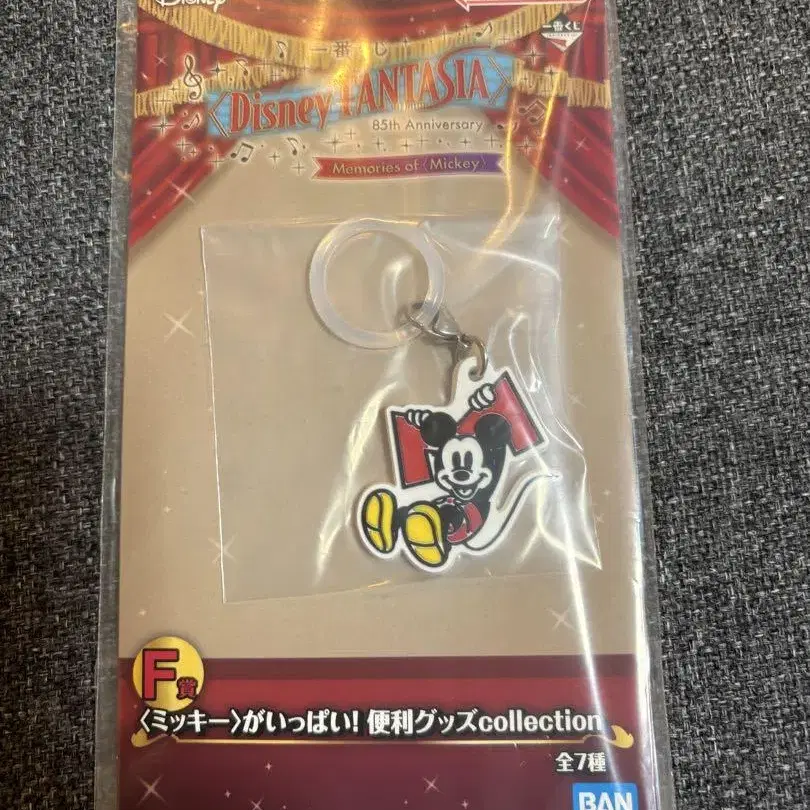 Disney
一番くじ
一番くじ
〈Disney FANTASIA〉
85th Anniversary
Memories of〈Mickey〉
F賞
〈ミッキー〉がいっぱい!便利グッズcollection
全7種
BAN